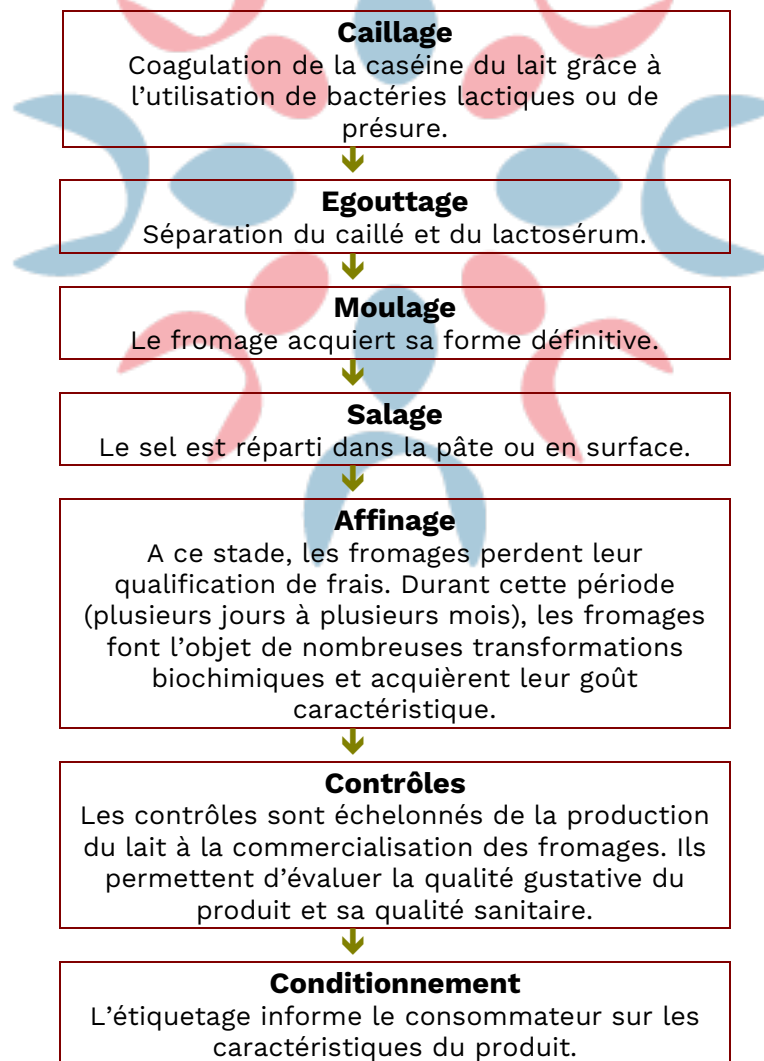 Caillage
Coagulation de la caséine du lait grâce à
l’utilisation de bactéries lactiques ou de
présure.
Egouttage
Séparation du caillé et du lactosérum.
Moulage
Le fromage acquiert sa forme définitive.
Salage
Le sel est réparti dans la pâte ou en surface.
Affinage
A ce stade, les fromages perdent leur
qualification de frais. Durant cette période
(plusieurs jours à plusieurs mois), les fromages
font l’objet de nombreuses transformations
biochimiques et acquièrent leur goût
caractéristique.
Contrôles
Les contrôles sont échelonnés de la production
du lait à la commercialisation des fromages. Ils
permettent d’évaluer la qualité gustative du
produit et sa qualité sanitaire.
Conditionnement
L’étiquetage informe le consommateur sur les
caractéristiques du produit.